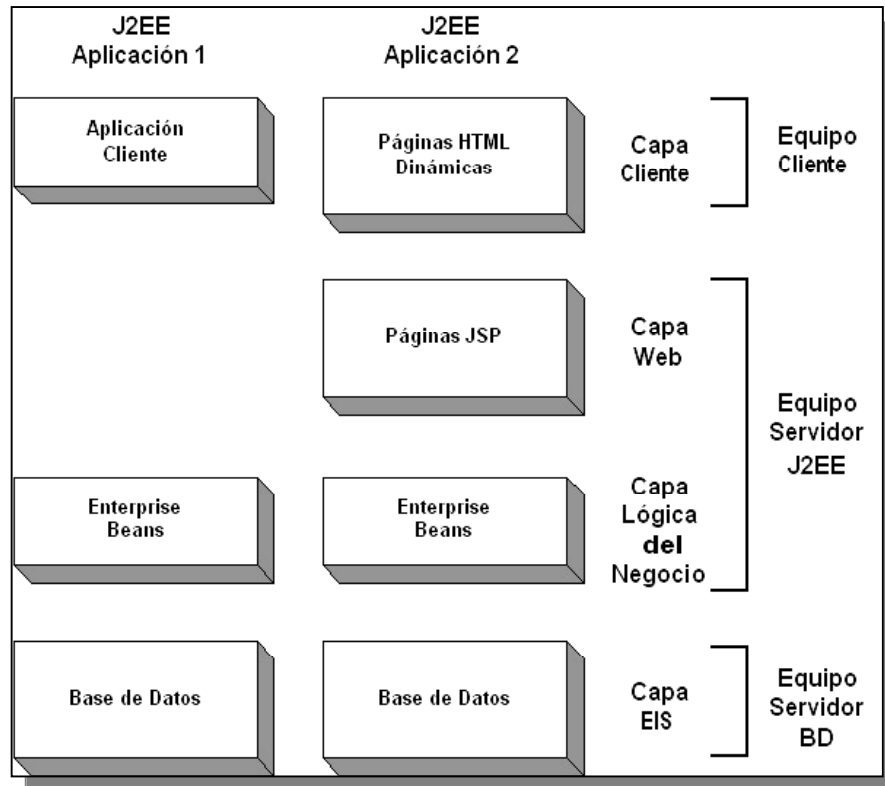 J2EE
Aplicación 1
J2EE
Aplicación 2
Aplicación
Cliente
Páginas HTML
Dinámicas
Capa
Cliente
Equipo
Cliente
Páginas JSP
Capa
Web
Equipo
Servidor
J2EE
Enterprise
Beans
Enterprise
Beans
Capa
Lógica
del
Negocio
Base de Datos
Base de Datos
Capa
EIS
Equipo
Servidor
BD